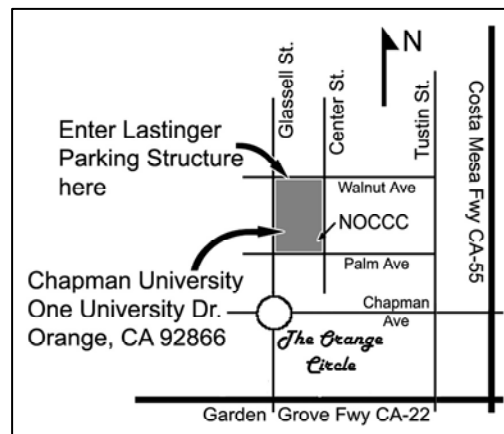 N
Glassell St.
Center St.
Tustin St.
Costa Mesa Fwy CA-55
Enter Lastinger
Parking Structure
here
Walnut Ave
NOCCC
Palm Ave
Chapman University
One University Dr.
Orange, CA 92866
Chapman
Ave
The Orange
Circle
Garden Grove Fwy CA-22